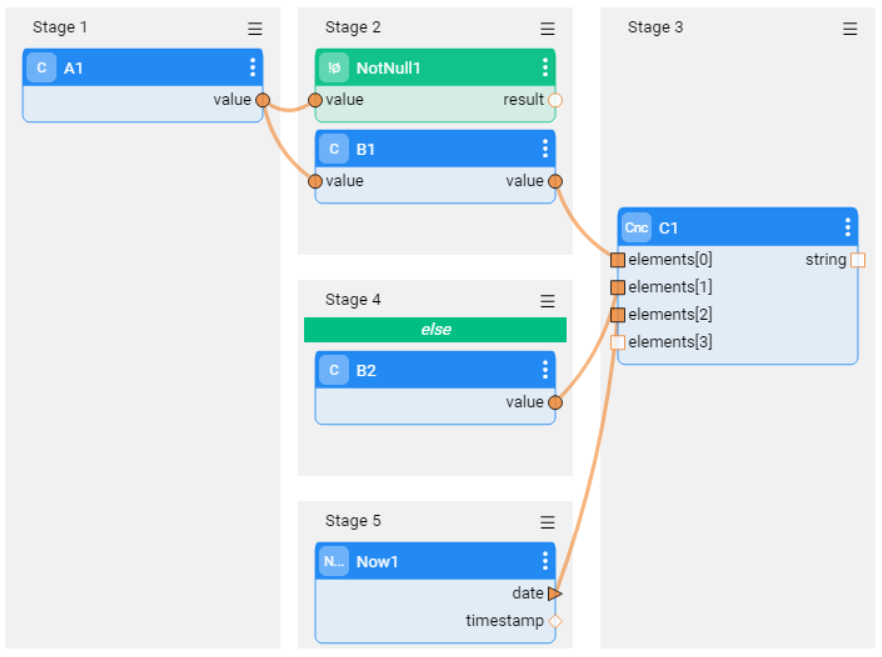 Stage 1
C A1
value
Stage 2
!ø NotNull1
value result
C B1
value value
Stage 3
Cnc C1
elements[0] string
elements[1]
elements[2]
elements[3]
Stage 4
else
C B2
value
Stage 5
N... Now1
date
timestamp